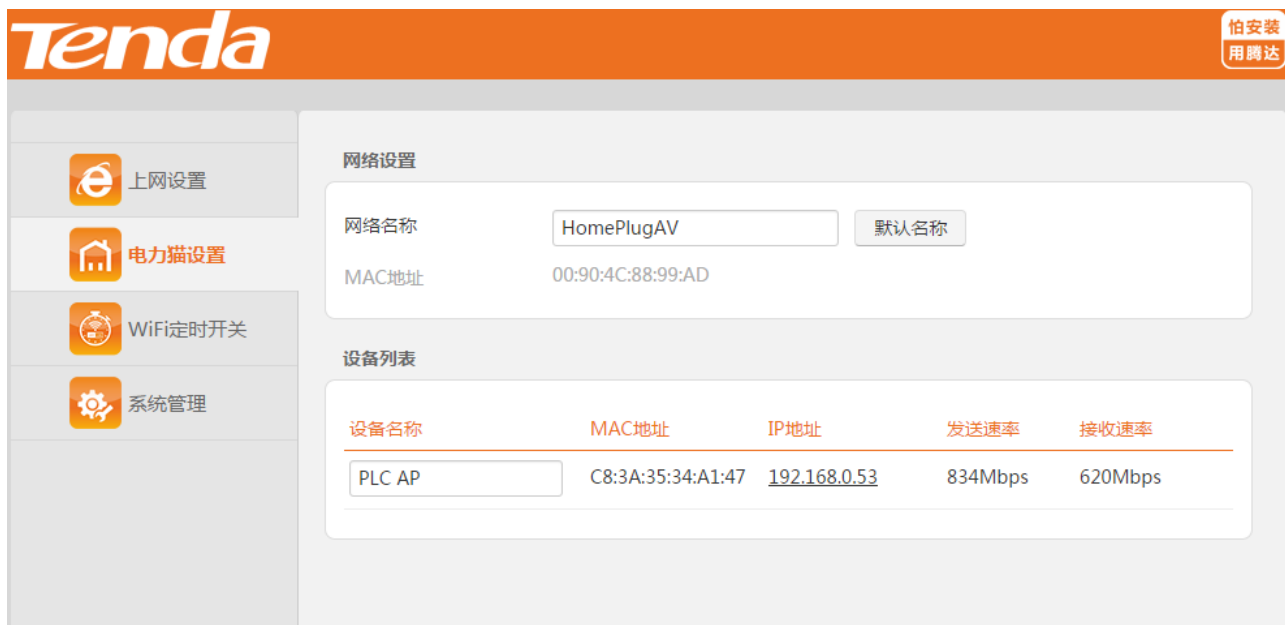 Tenda
怕安装
用腾达
上网设置
电力猫设置
WiFi定时开关
系统管理
网络设置
网络名称 HomePlugAV 默认名称
MAC地址 00:90:4C:88:99:AD
设备列表
设备名称 MAC地址 IP地址 发送速率 接收速率
PLC AP C8:3A:35:34:A1:47 192.168.0.53 834Mbps 620Mbps